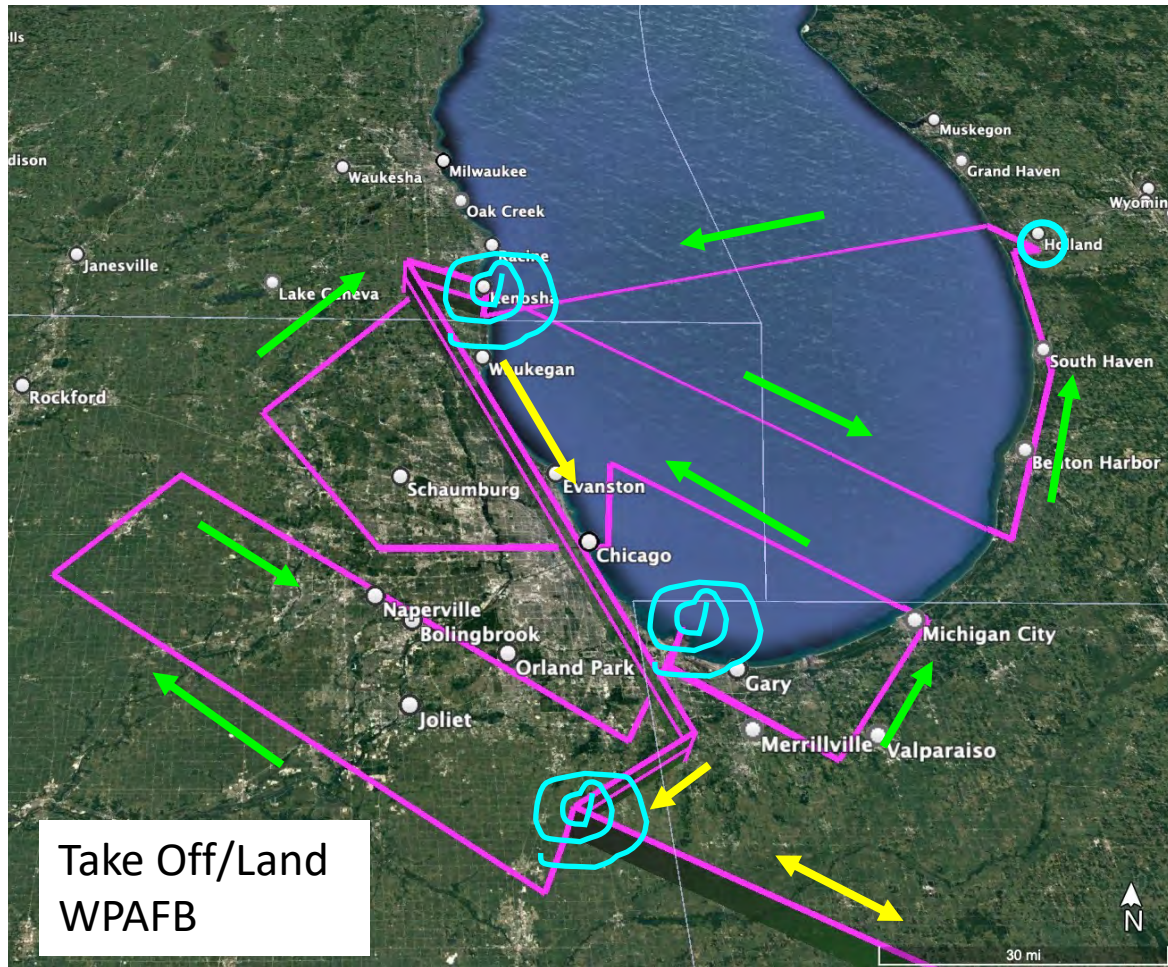 ells
Muskegon
Grand Haven
dison
Waukesha
Milwaukee
Wyomin
Oak Creek
Holland
Racine
Janesville
Lake Geneva
Kenosha
South Haven
Waukegan
Rockford
Benton Harbor
Schaumburg
Evanston
Chicago
Naperville
Bolingbrook
Michigan City
Orland Park
Gary
Joliet
Merrillville
Valparaiso
Take Off/Land
WPAFB
N
30 mi